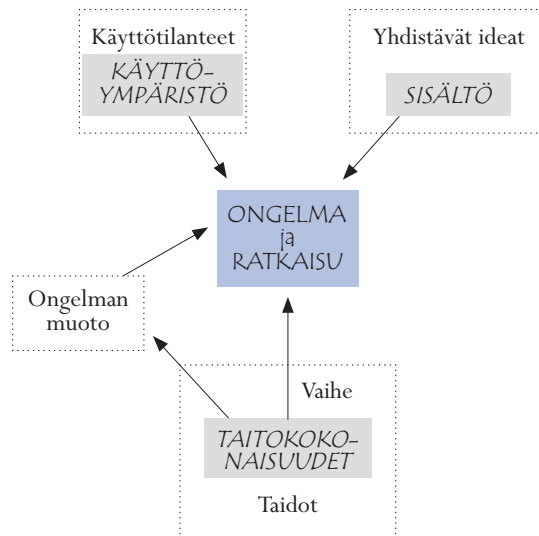 Käyttötilanteet
KÄYTTÖ-
YMPÄRISTÖ
Yhdistävät ideat
SISÄLTÖ
ONGELMA
ja
RATKAISU
Ongelman
muoto
Vaihe
TAITOKOKO-
NAISUUDET
Taidot